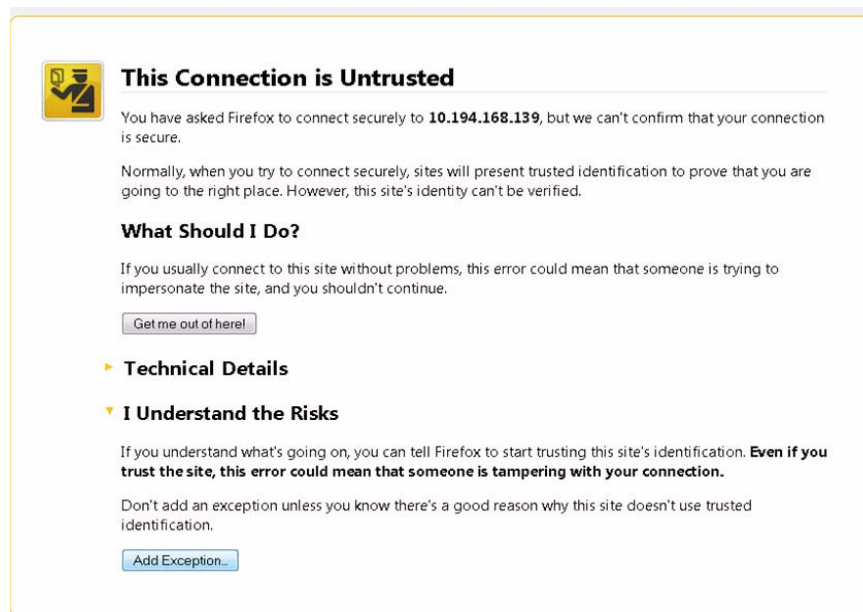 This Connection is Untrusted
You have asked Firefox to connect securely to 10.194.168.139, but we can't confirm that your connection
is secure.
Normally, when you try to connect securely, sites will present trusted identification to prove that you are
going to the right place. However, this site's identity can't be verified.
What Should I Do?
If you usually connect to this site without problems, this error could mean that someone is trying to
impersonate the site, and you shouldn't continue.
Get me out of here!
Technical Details
I Understand the Risks
If you understand what's going on, you can tell Firefox to start trusting this site's identification. Even if you
trust the site, this error could mean that someone is tampering with your connection.
Don't add an exception unless you know there's a good reason why this site doesn't use trusted
identification.
Add Exception...